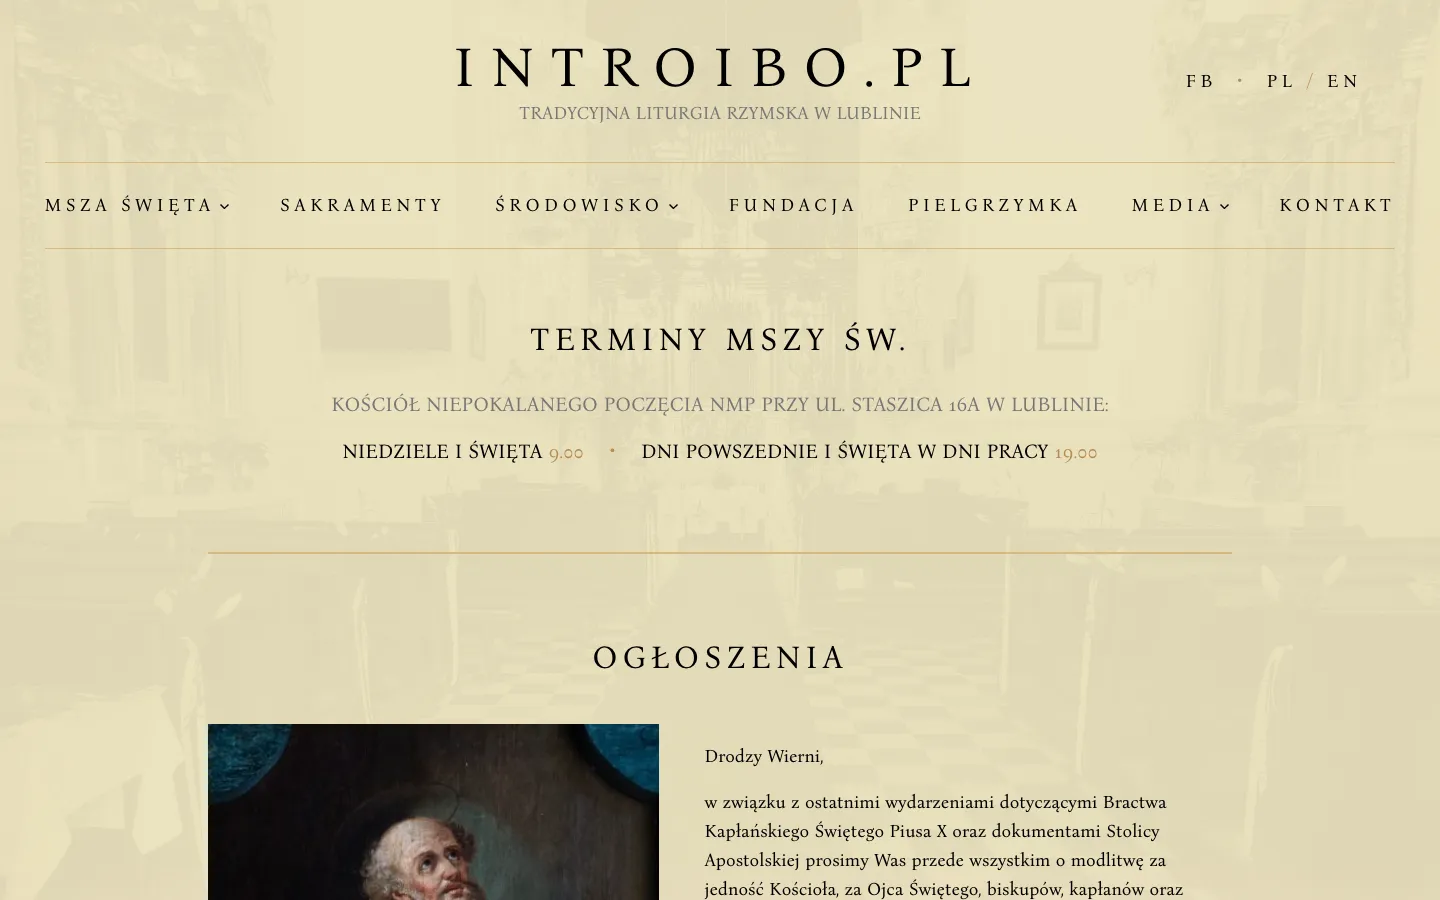 INTROIBO.PL
TRADYCYJNA LITURGIA RZYMSKA W LUBLINIE
FB • PL / EN
MSZA ŚWIĘTA SAKRAMENTY ŚRODOWISKO FUNDACJA PIELGRZYMKA MEDIA KONTAKT
TERMINY MSZY ŚW.
KOŚCIÓŁ NIEPOKALANEGO POCZĘCIA NMP PRZY UL. STASZICA 16A W LUBLINIE:
NIEDZIELE I ŚWIĘTA 9.00 • DNI POWSZEDNIE I ŚWIĘTA W DNI PRACY 19.00
OGŁOSZENIA
Drodzy Wierni,
w związku z ostatnimi wydarzeniami dotyczącymi Bractwa
Kapłańskiego Świętego Piusa X oraz dokumentami Stolicy
Apostolskiej prosimy Was przede wszystkim o modlitwę za
jedność Kościoła, za Ojca Świętego, biskupów, kapłanów oraz